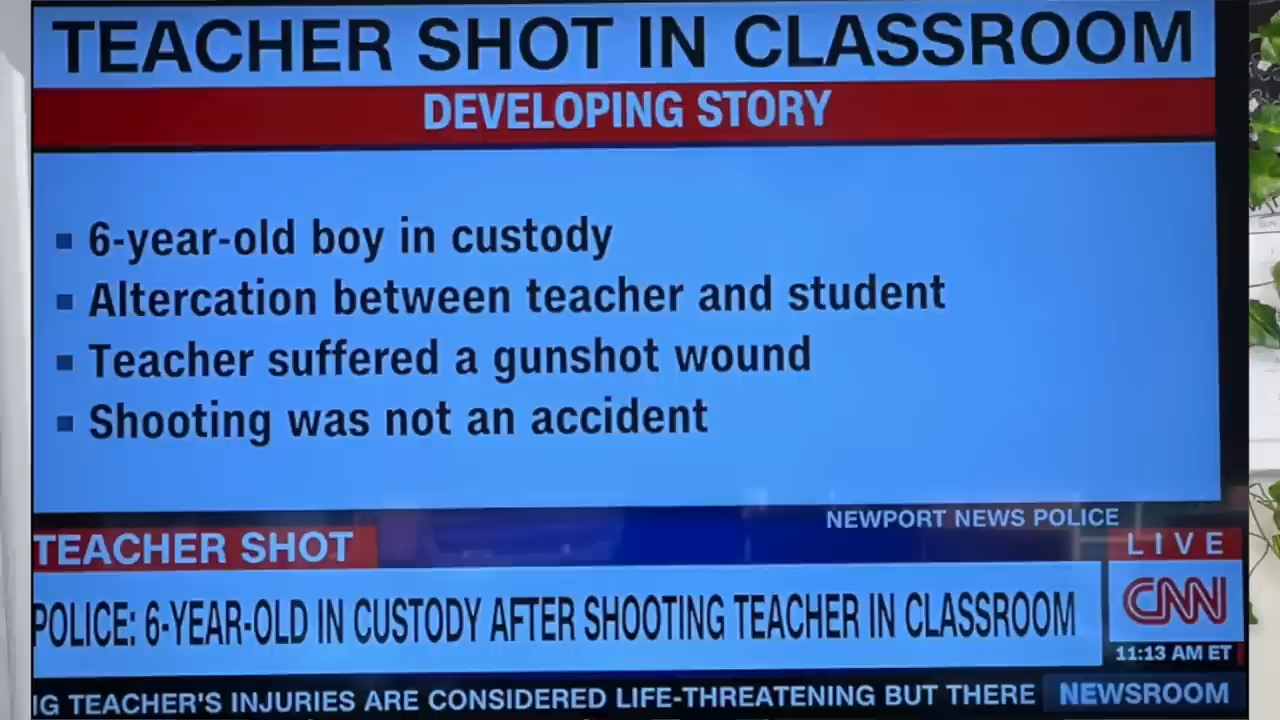 TEACHER SHOT IN CLASSROOM
DEVELOPING STORY
▪ 6-year-old boy in custody
▪ Altercation between teacher and student
▪ Teacher suffered a gunshot wound
▪ Shooting was not an accident
NEWPORT NEWS POLICE
TEACHER SHOT
LIVE
POLICE: 6-YEAR-OLD IN CUSTODY AFTER SHOOTING TEACHER IN CLASSROOM
CNN
11:13 AM ET
TEACHER'S INJURIES ARE CONSIDERED LIFE-THREATENING BUT THERE
NEWSROOM